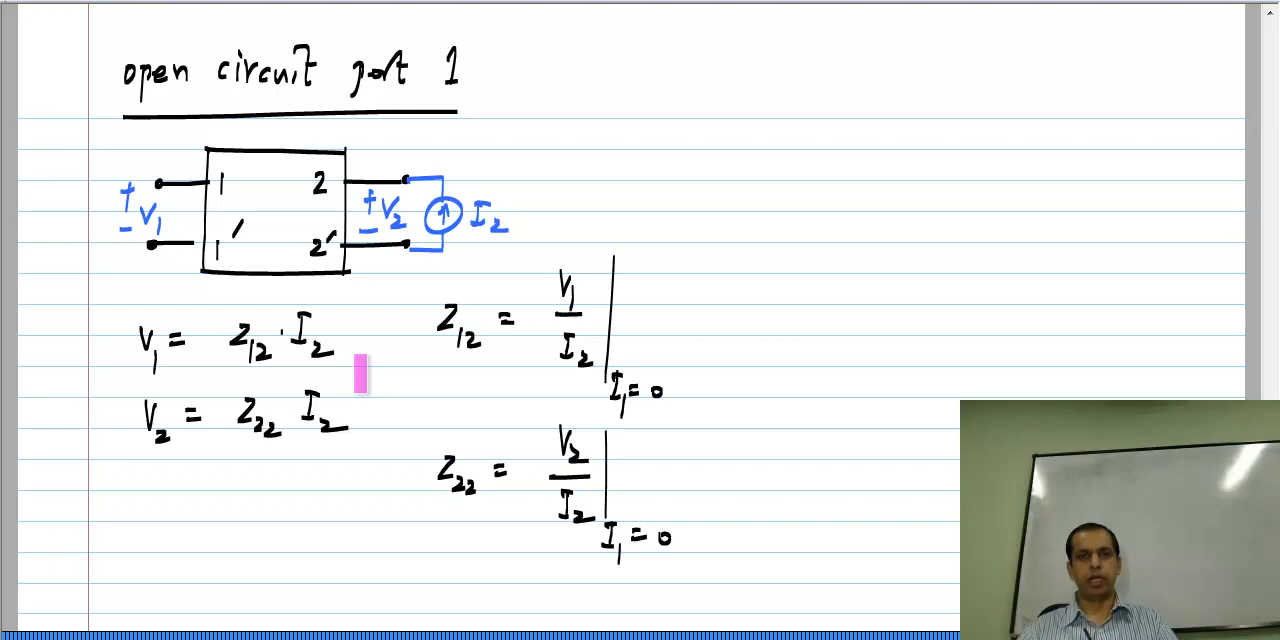 open circuit port 1
+ V1 - 1 1' 2 2' + V2 - ↑ I2
V1 = Z12 · I2
V2 = Z22 I2
Z12 = V1 / I2 | I1 = 0
Z22 = V2 / I2 | I1 = 0